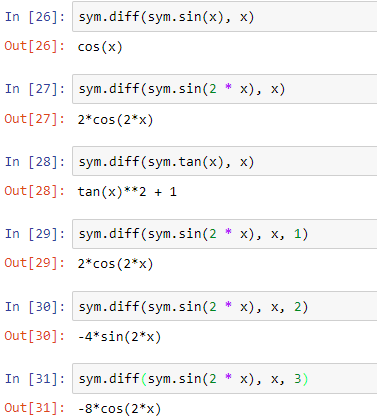 In [26]: sym.diff(sym.sin(x), x)
Out[26]: cos(x)
In [27]: sym.diff(sym.sin(2 * x), x)
Out[27]: 2*cos(2*x)
In [28]: sym.diff(sym.tan(x), x)
Out[28]: tan(x)**2 + 1
In [29]: sym.diff(sym.sin(2 * x), x, 1)
Out[29]: 2*cos(2*x)
In [30]: sym.diff(sym.sin(2 * x), x, 2)
Out[30]: -4*sin(2*x)
In [31]: sym.diff(sym.sin(2 * x), x, 3)
Out[31]: -8*cos(2*x)